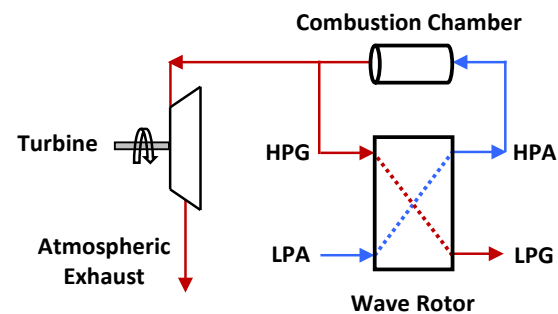 Combustion Chamber
Turbine
HPG
HPA
Atmospheric
Exhaust
LPA
LPG
Wave Rotor